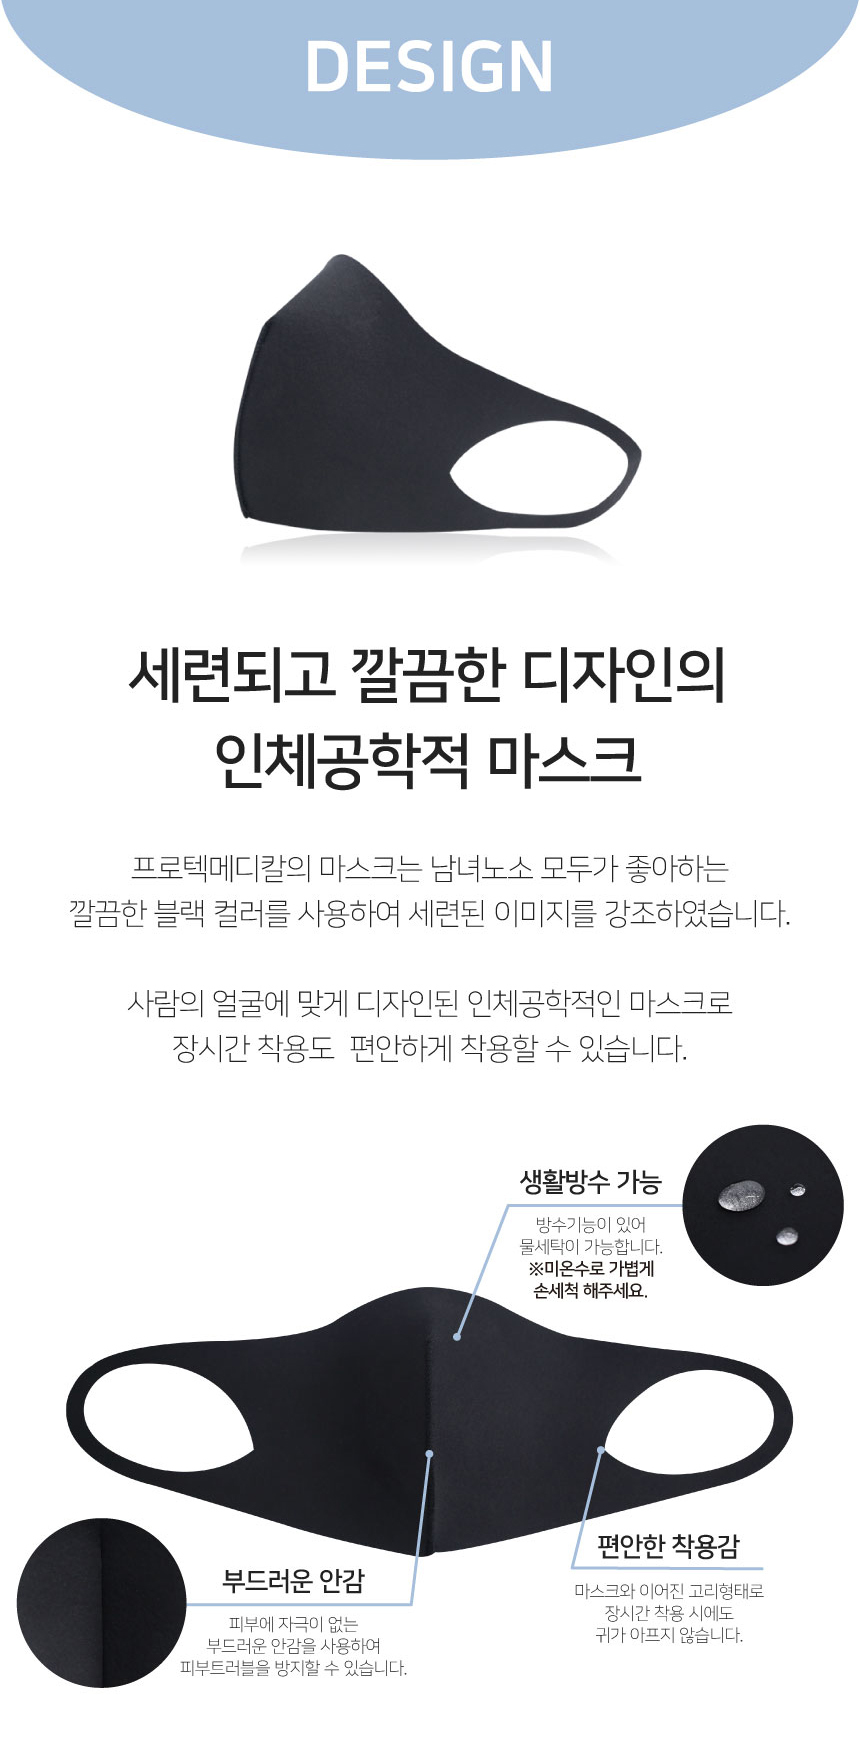 DESIGN
세련되고 깔끔한 디자인의
인체공학적 마스크
프로텍메디칼의 마스크는 남녀노소 모두가 좋아하는
깔끔한 블랙 컬러를 사용하여 세련된 이미지를 강조하였습니다.
사람의 얼굴에 맞게 디자인된 인체공학적인 마스크로
장시간 착용도 편안하게 착용할 수 있습니다.
생활방수 가능
방수기능이 있어
물세탁이 가능합니다.
※미온수로 가볍게
손세척 해주세요.
편안한 착용감
마스크와 이어진 고리형태로
장시간 착용 시에도
귀가 아프지 않습니다.
부드러운 안감
피부에 자극이 없는
부드러운 안감을 사용하여
피부트러블을 방지할 수 있습니다.